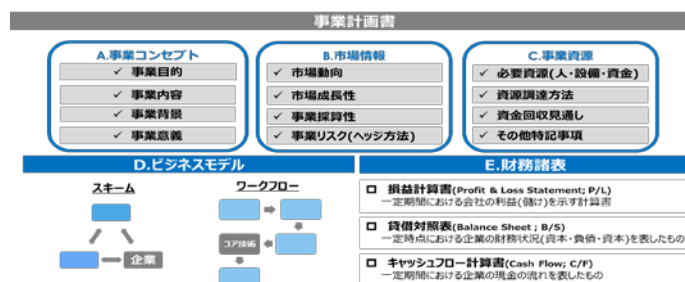 事業計画書
A.事業コンセプト
✓ 事業目的
✓ 事業内容
✓ 事業背景
✓ 事業意義
B.市場情報
✓ 市場動向
✓ 市場成長性
✓ 事業採算性
✓ 事業リスク(ヘッジ方法)
C.事業資源
✓ 必要資源(人・設備・資金)
✓ 資源調達方法
✓ 資金回収見通し
✓ その他特記事項
D.ビジネスモデル
スキーム
企業
ワークフロー
コア技術
E.財務諸表
損益計算書(Profit & Loss Statement; P/L)
一定期間における会社の利益(儲け)を示す計算書
貸借対照表(Balance Sheet ; B/S)
一定時点における企業の財務状況(資本・負債・資本)を表したもの
キャッシュフロー計算書(Cash Flow; C/F)
一定期間における企業の現金の流れを表したもの